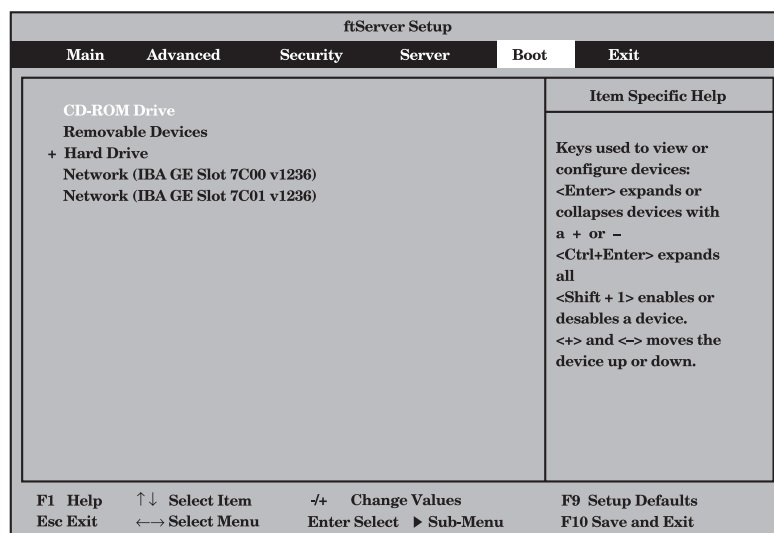 ftServer Setup
Main Advanced Security Server Boot Exit
CD-ROM Drive
Removable Devices
+ Hard Drive
Network (IBA GE Slot 7C00 v1236)
Network (IBA GE Slot 7C01 v1236)
Item Specific Help
Keys used to view or
configure devices:
<Enter> expands or
collapses devices with
a + or –
<Ctrl+Enter> expands
all
<Shift + 1> enables or
desables a device.
<+> and <–> moves the
device up or down.
F1 Help ↑↓ Select Item -/+ Change Values F9 Setup Defaults
Esc Exit ←→ Select Menu Enter Select ▶ Sub-Menu F10 Save and Exit